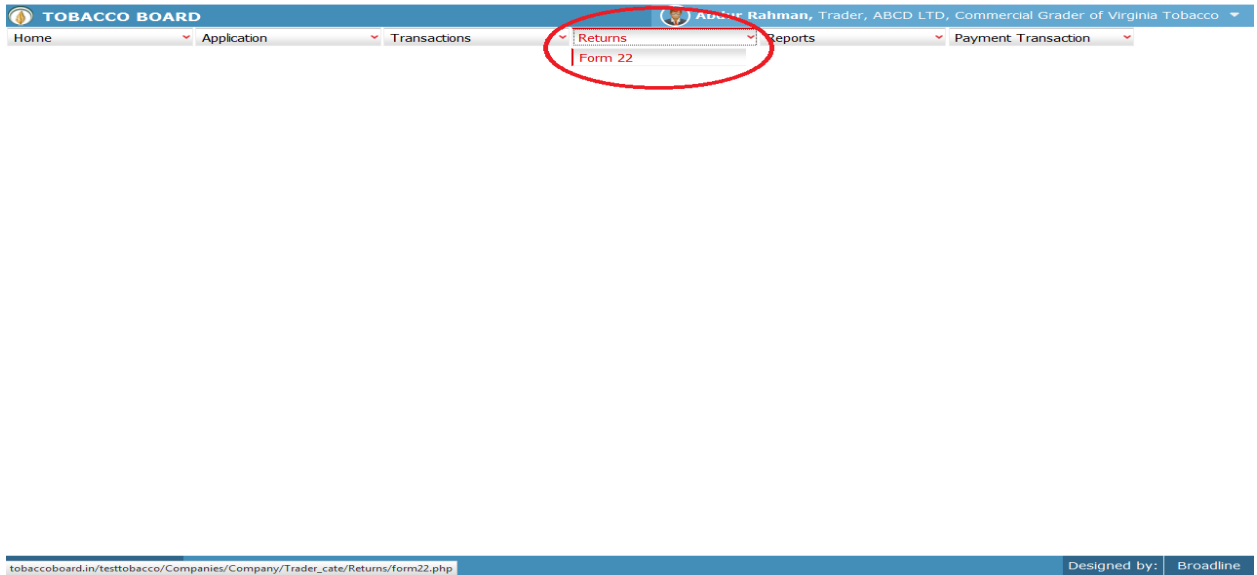 TOBACCO BOARD
Abdur Rahman, Trader, ABCD LTD, Commercial Grader of Virginia Tobacco
Home Application Transactions Returns Reports Payment Transaction
Form 22
tobaccoboard.in/testtobacco/Companies/Company/Trader_cate/Returns/form22.php
Designed by: Broadline